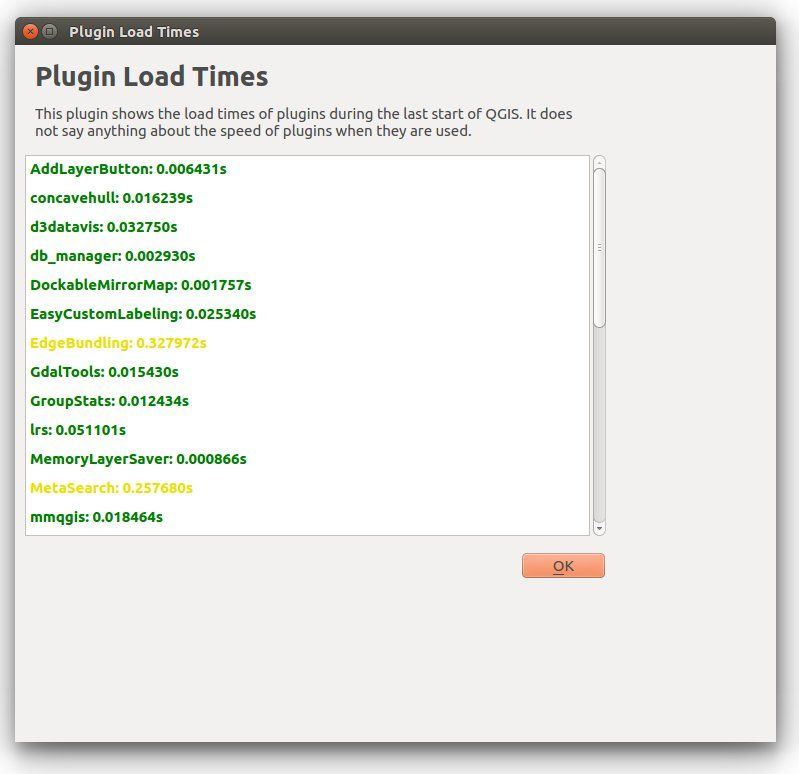 Plugin Load Times
Plugin Load Times
This plugin shows the load times of plugins during the last start of QGIS. It does
not say anything about the speed of plugins when they are used.
AddLayerButton: 0.006431s
concavehull: 0.016239s
d3datavis: 0.032750s
db_manager: 0.002930s
DockableMirrorMap: 0.001757s
EasyCustomLabeling: 0.025340s
EdgeBundling: 0.327972s
GdalTools: 0.015430s
GroupStats: 0.012434s
lrs: 0.051101s
MemoryLayerSaver: 0.000866s
MetaSearch: 0.257680s
mmqgis: 0.018464s
OK